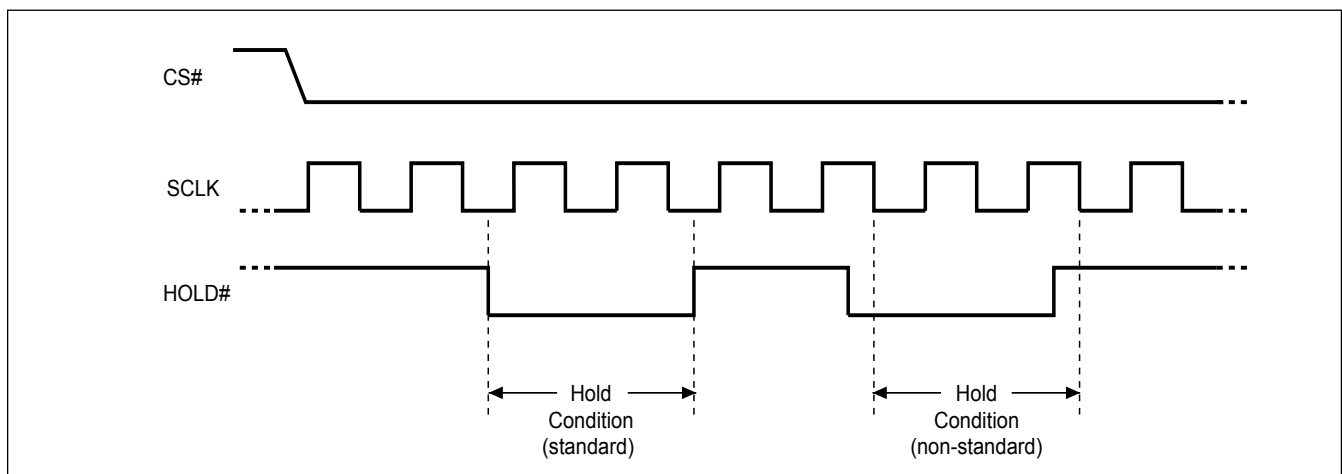 CS#
SCLK
HOLD#
Hold
Condition
(standard)
Hold
Condition
(non-standard)